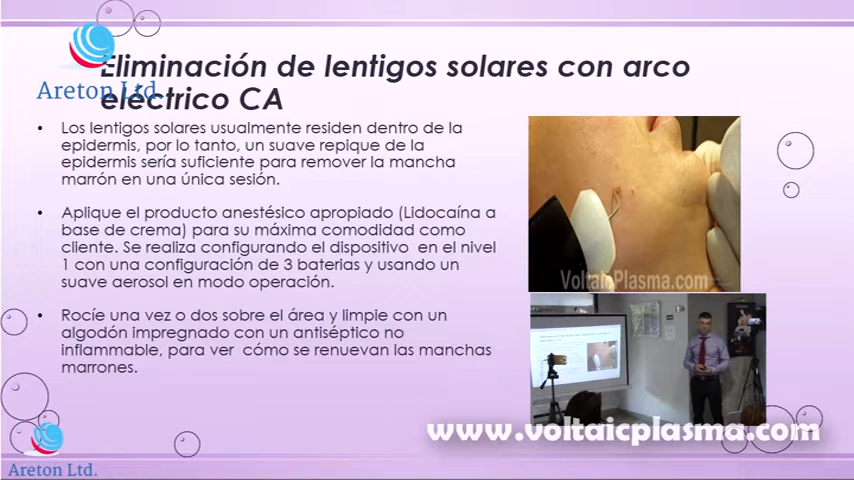 Eliminación de lentigos solares con arco
eléctrico CA
Areton Ltd.
• Los lentigos solares usualmente residen dentro de la
epidermis, por lo tanto, un suave repique de la
epidermis sería suficiente para remover la mancha
marrón en una única sesión.
• Aplique el producto anestésico apropiado (Lidocaína a
base de crema) para su máxima comodidad como
cliente. Se realiza configurando el dispositivo en el nivel
1 con una configuración de 3 baterias y usando un
suave aerosol en modo operación.
• Rocíe una vez o dos sobre el área y limpie con un
algodón impregnado con un antiséptico no
inflammable, para ver cómo se renuevan las manchas
marrones.
VoltaicPlasma.com
www.voltaicplasma.com
Areton Ltd.